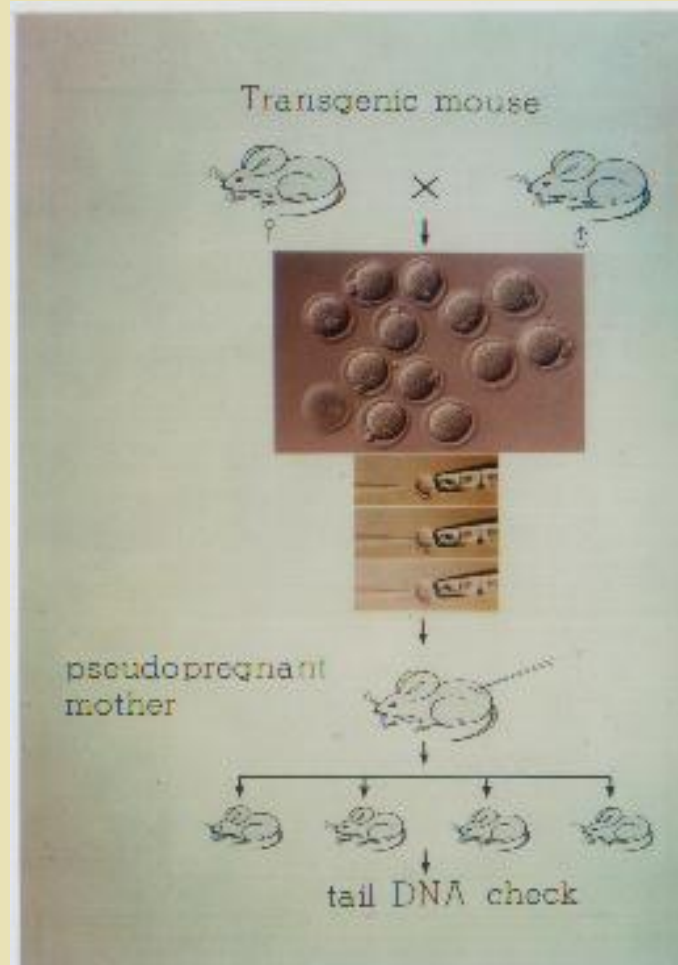 Transgenic mouse
♀ × ♂
pseudopregnant
mother
tail DNA check